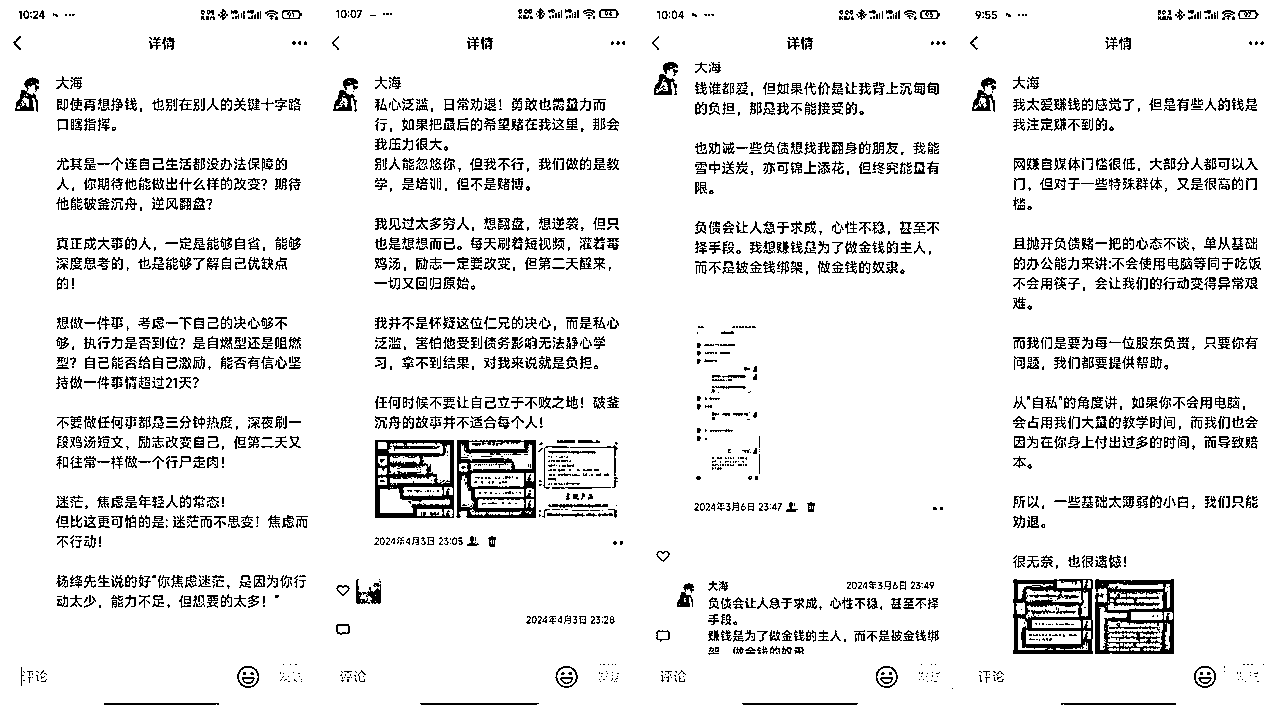 10:24
91
详情
大海
即使再想挣钱，也别在别人的关键十字路
口瞎指挥。
尤其是一个连自己生活都没办法保障的
人，你期待他能做出什么样的改变？期待
他能破釜沉舟，逆风翻盘？
真正成大事的人，一定是能够自省，能够
深度思考的，也是能够了解自己优缺点
的！
想做一件事，考虑一下自己的决心够不
够，执行力是否到位？是自燃型还是阻燃
型？自己能否给自己激励，能否有信心坚
持做一件事情超过21天？
不要做任何事都是三分钟热度，深夜刷一
段鸡汤短文，励志改变自己，但第二天又
和往常一样做一个行尸走肉！
迷茫，焦虑是年轻人的常态！
但比这更可怕的是：迷茫而不思变！焦虑而
不行动！
杨绛先生说的好"你焦虑迷茫，是因为你行
动太少，能力不足，但想要的太多！"
评论
发送
10:07
94
详情
大海
私心泛滥，日常劝退！勇敢也需量力而
行，如果把最后的希望赌在我这里，那会
我压力很大。
别人能忽悠你，但我不行，我们做的是教
学，是培训，但不是赌博。
我见过太多穷人，想翻盘，想逆袭，但只
也是想想而已。每天刷着短视频，灌着毒
鸡汤，励志一定要改变，但第二天醒来，
一切又回归原始。
我并不是怀疑这位仁兄的决心，而是私心
泛滥，害怕他受到债务影响无法静心学
习，拿不到结果，对我来说就是负担。
任何时候不要让自己立于不败之地！破釜
沉舟的故事并不适合每个人！
2024年4月3日 23:05
2024年4月3日 23:28
评论
发送
10:04
95
详情
大海
钱谁都爱，但如果代价是让我背上沉甸甸
的负担，那是我不能接受的。
也劝诫一些负债想找我翻身的朋友，我能
雪中送炭，亦可锦上添花，但终究能量有
限。
负债会让人急于求成，心性不稳，甚至不
择手段。我想赚钱是为了做金钱的主人，
而不是被金钱绑架，做金钱的奴隶。
2024年3月6日 23:47
大海
2024年3月6日 23:49
负债会让人急于求成，心性不稳，甚至不择
手段。
赚钱是为了做金钱的主人，而不是被金钱绑
架，做金钱的奴隶
评论
发送
9:55
97
详情
大海
我太爱赚钱的感觉了，但是有些人的钱是
我注定赚不到的。
网赚自媒体门槛很低，大部分人都可以入
门，但对于一些特殊群体，又是很高的门
槛。
且抛开负债赌一把的心态不谈，单从基础
的办公能力来讲：不会使用电脑等同于吃饭
不会用筷子，会让我们的行动变得异常艰
难。
而我们是要为每一位股东负责，只要你有
问题，我们都要提供帮助。
从"自私"的角度讲，如果你不会用电脑，
会占用我们大量的教学时间，而我们也会
因为在你身上付出过多的时间，而导致赔
本。
所以，一些基础太薄弱的小白，我们只能
劝退。
很无奈，也很遗憾！
评论
发送